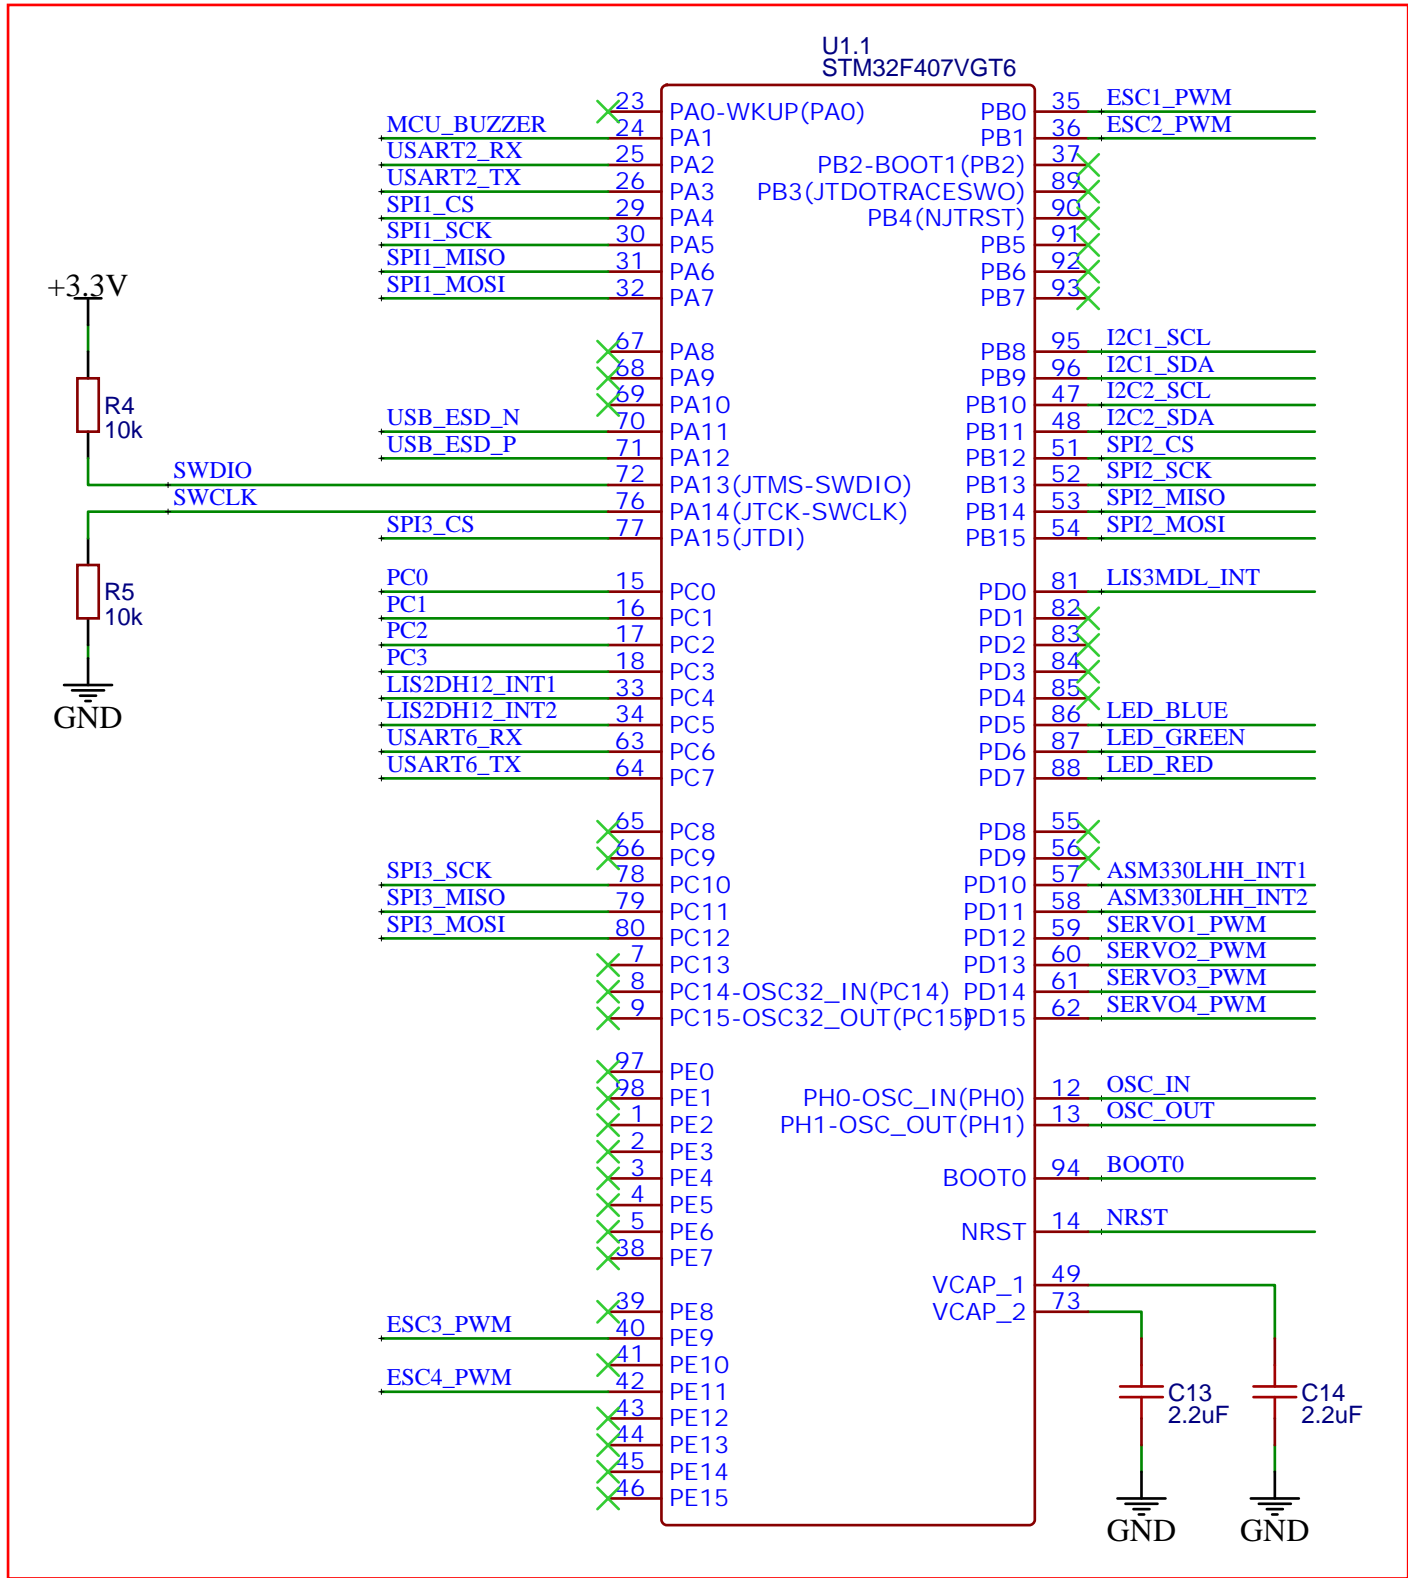 U1.1
STM32F407VGT6
23 PA0-WKUP(PA0) PB0 35 ESC1_PWM
MCU_BUZZER 24 PA1 PB1 36 ESC2_PWM
USART2_RX 25 PA2 PB2-BOOT1(PB2) 37
USART2_TX 26 PA3 PB3(JTDOTRACESWO) 89
SPI1_CS 29 PA4 PB4(NJTRST) 90
SPI1_SCK 30 PA5 PB5 91
SPI1_MISO 31 PA6 PB6 92
SPI1_MOSI 32 PA7 PB7 93
+3.3V
67 PA8 PB8 95 I2C1_SCL
68 PA9 PB9 96 I2C1_SDA
69 PA10 PB10 47 I2C2_SCL
R4
10k
USB_ESD_N 70 PA11 PB11 48 I2C2_SDA
USB_ESD_P 71 PA12 PB12 51 SPI2_CS
SWDIO 72 PA13(JTMS-SWDIO) PB13 52 SPI2_SCK
SWCLK 76 PA14(JTCK-SWCLK) PB14 53 SPI2_MISO
SPI3_CS 77 PA15(JTDI) PB15 54 SPI2_MOSI
R5
10k
PC0 15 PC0 PD0 81 LIS3MDL_INT
PC1 16 PC1 PD1 82
PC2 17 PC2 PD2 83
PC3 18 PC3 PD3 84
LIS2DH12_INT1 33 PC4 PD4 85
GND
LIS2DH12_INT2 34 PC5 PD5 86 LED_BLUE
USART6_RX 63 PC6 PD6 87 LED_GREEN
USART6_TX 64 PC7 PD7 88 LED_RED
65 PC8 PD8 55
66 PC9 PD9 56
SPI3_SCK 78 PC10 PD10 57 ASM330LHH_INT1
SPI3_MISO 79 PC11 PD11 58 ASM330LHH_INT2
SPI3_MOSI 80 PC12 PD12 59 SERVO1_PWM
7 PC13 PD13 60 SERVO2_PWM
8 PC14-OSC32_IN(PC14) PD14 61 SERVO3_PWM
9 PC15-OSC32_OUT(PC15) PD15 62 SERVO4_PWM
97 PE0
98 PE1 PH0-OSC_IN(PH0) 12 OSC_IN
1 PE2 PH1-OSC_OUT(PH1) 13 OSC_OUT
2 PE3
3 PE4 BOOT0 94 BOOT0
4 PE5
5 PE6 NRST 14 NRST
38 PE7
VCAP_1 49
39 PE8 VCAP_2 73
ESC3_PWM 40 PE9
41 PE10
ESC4_PWM 42 PE11
C13
2.2uF
C14
2.2uF
43 PE12
44 PE13
45 PE14
46 PE15
GND GND